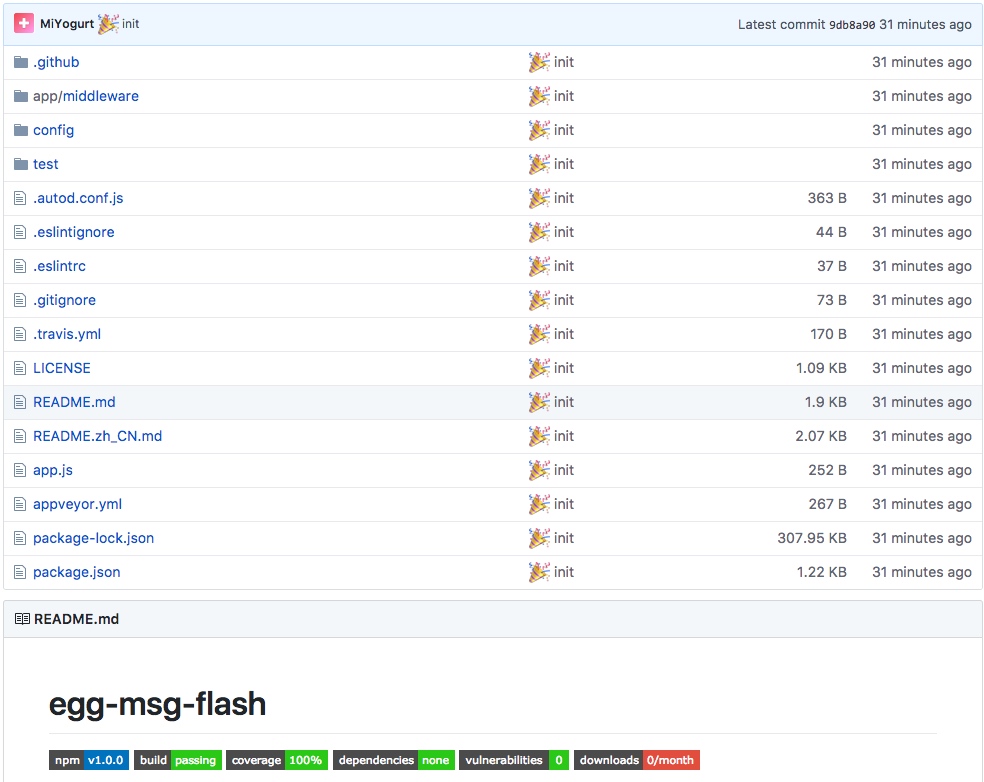 MiYogurt 🎉 init Latest commit 9db8a90 31 minutes ago
.github 🎉 init 31 minutes ago
app/middleware 🎉 init 31 minutes ago
config 🎉 init 31 minutes ago
test 🎉 init 31 minutes ago
.autod.conf.js 🎉 init 363 B 31 minutes ago
.eslintignore 🎉 init 44 B 31 minutes ago
.eslintrc 🎉 init 37 B 31 minutes ago
.gitignore 🎉 init 73 B 31 minutes ago
.travis.yml 🎉 init 170 B 31 minutes ago
LICENSE 🎉 init 1.09 KB 31 minutes ago
README.md 🎉 init 1.9 KB 31 minutes ago
README.zh_CN.md 🎉 init 2.07 KB 31 minutes ago
app.js 🎉 init 252 B 31 minutes ago
appveyor.yml 🎉 init 267 B 31 minutes ago
package-lock.json 🎉 init 307.95 KB 31 minutes ago
package.json 🎉 init 1.22 KB 31 minutes ago
README.md
egg-msg-flash
npm v1.0.0 build passing coverage 100% dependencies none vulnerabilities 0 downloads 0/month